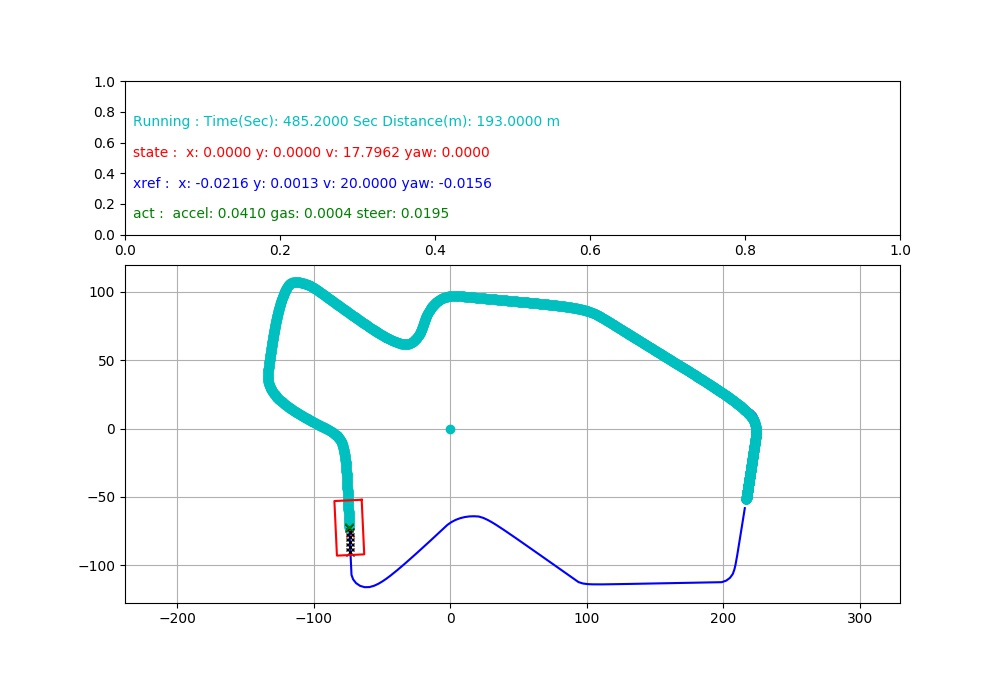 1.0
0.8
0.6
0.4
0.2
0.0
Running : Time(Sec): 485.2000 Sec Distance(m): 193.0000 m
state :  x: 0.0000 y: 0.0000 v: 17.7962 yaw: 0.0000
xref :  x: -0.0216 y: 0.0013 v: 20.0000 yaw: -0.0156
act :  accel: 0.0410 gas: 0.0004 steer: 0.0195
0.0 0.2 0.4 0.6 0.8 1.0
100
50
0
−50
−100
−200 −100 0 100 200 300